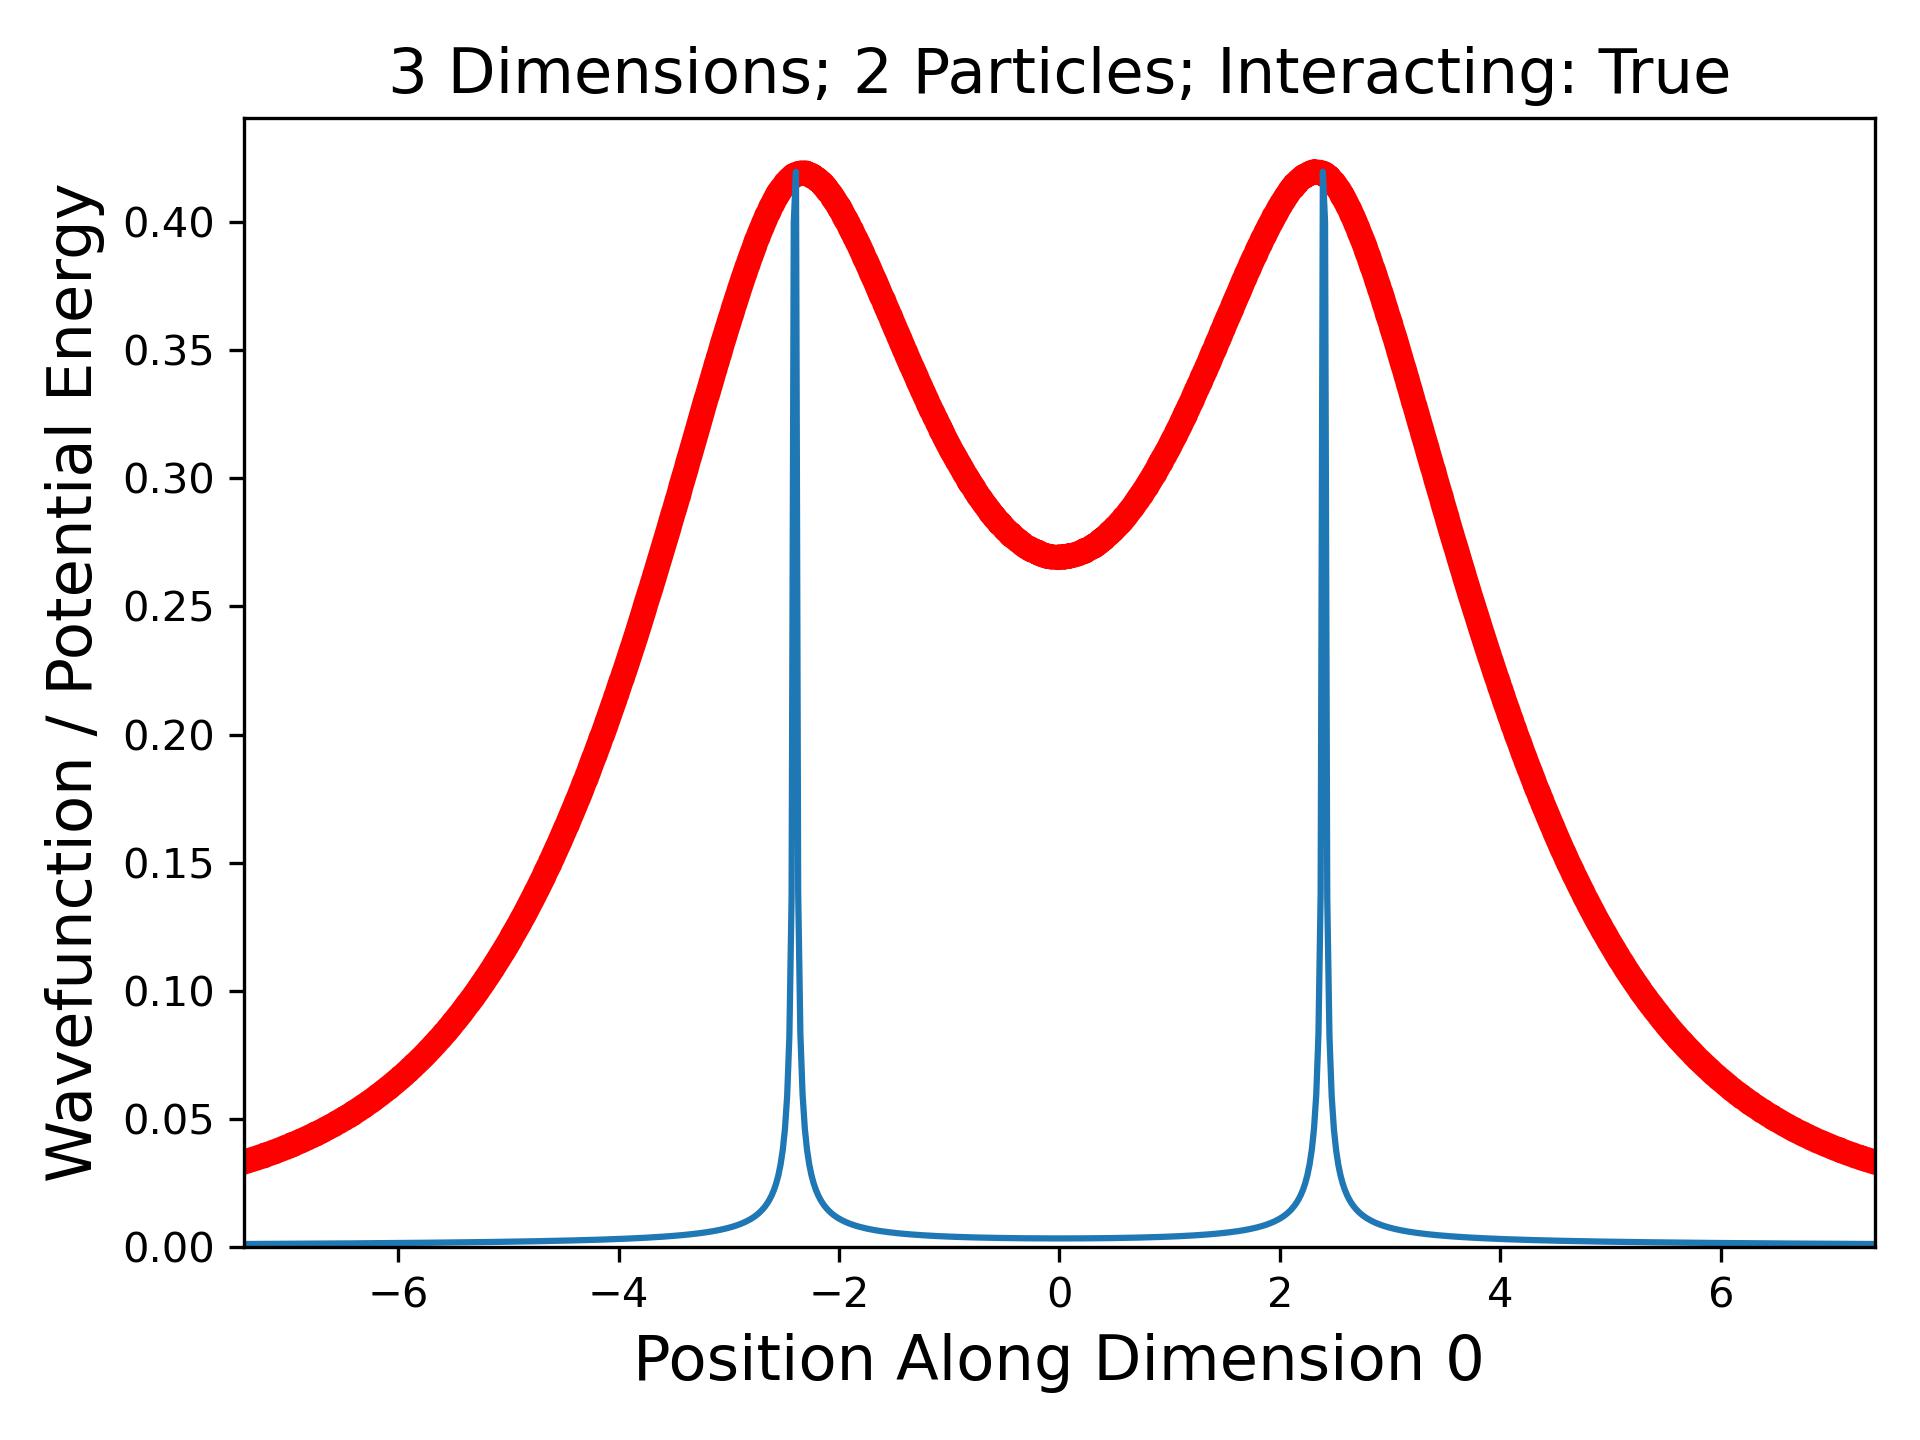 3 Dimensions; 2 Particles; Interacting: True
Wavefunction / Potential Energy
0.40
0.35
0.30
0.25
0.20
0.15
0.10
0.05
0.00
−6 −4 −2 0 2 4 6
Position Along Dimension 0